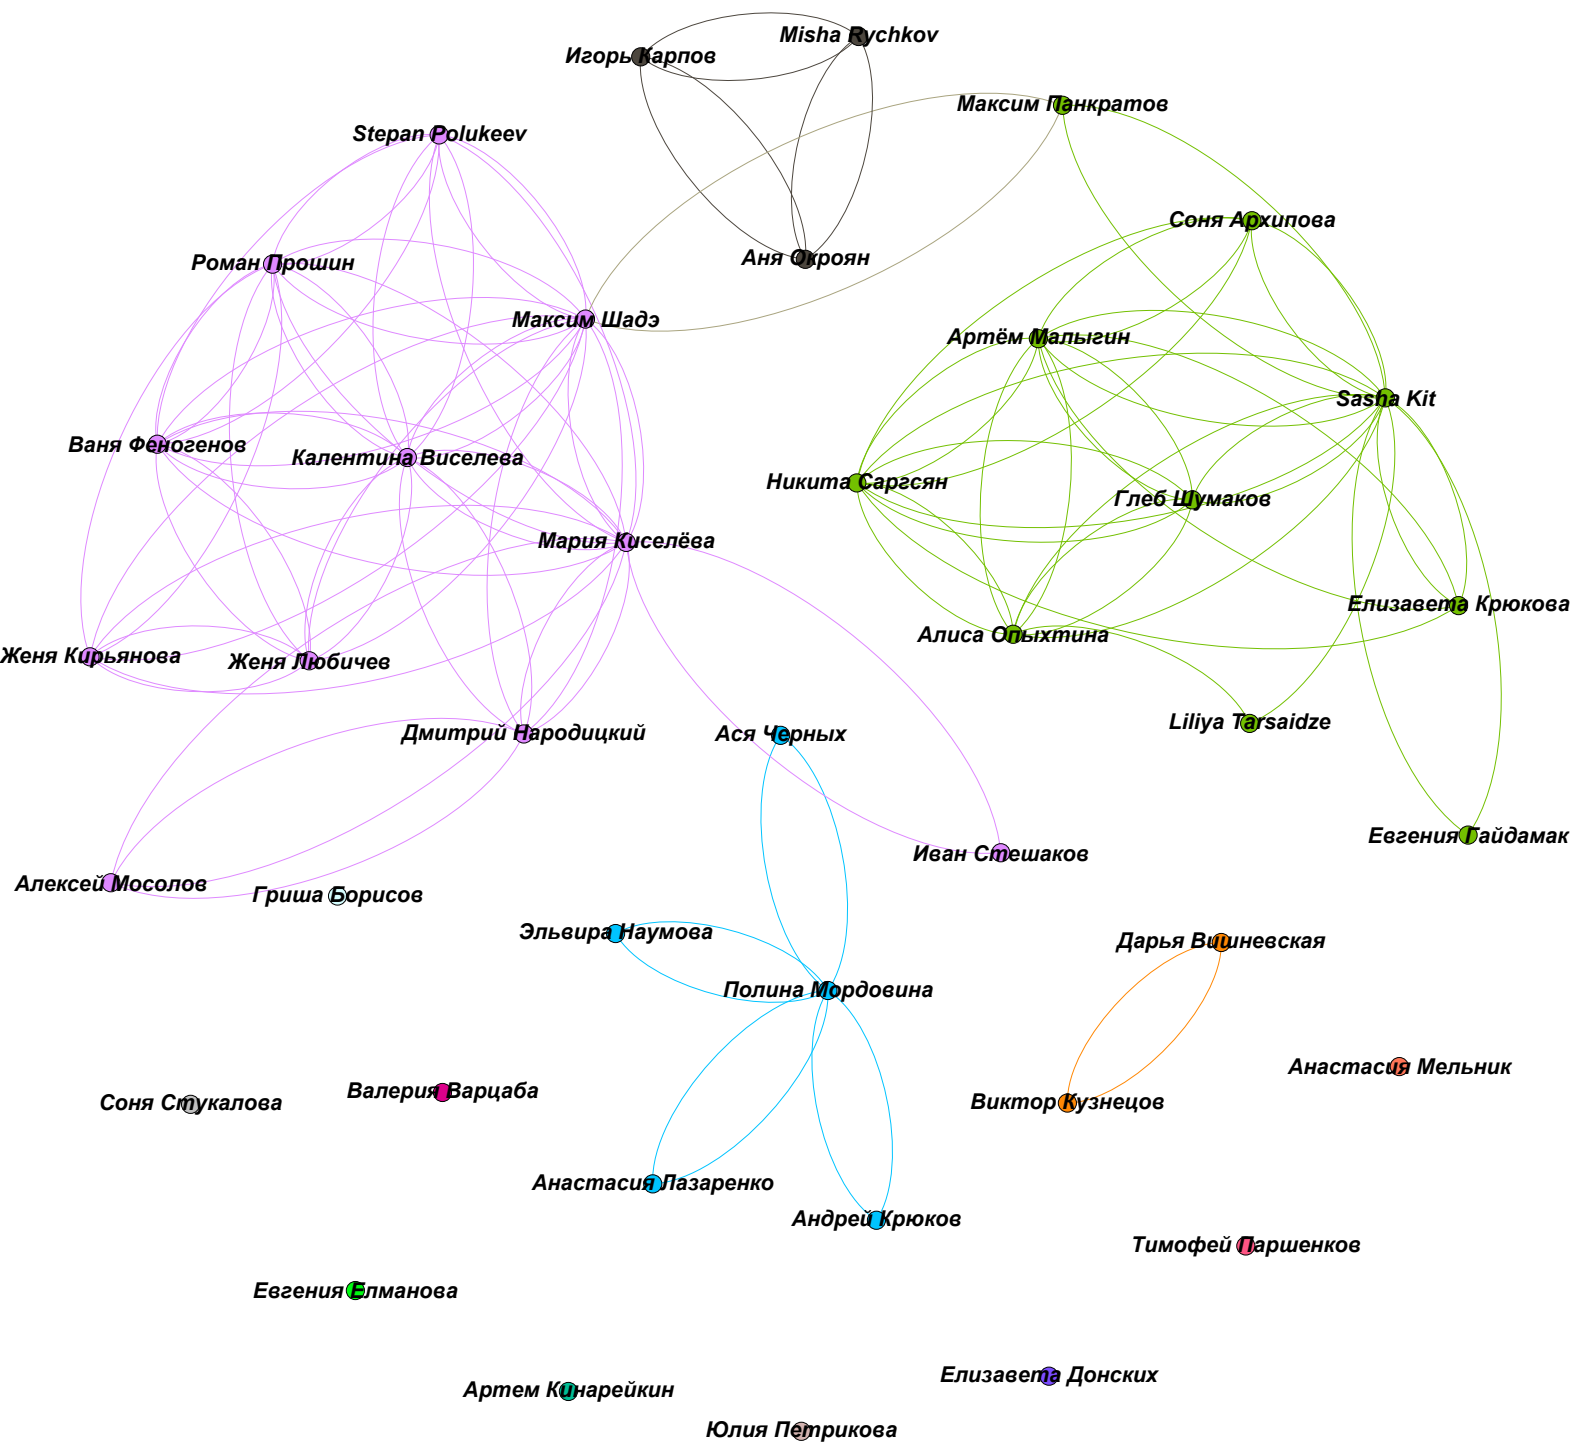 Misha Rychkov
Игорь Карпов
Максим Панкратов
Stepan Polukeev
Соня Архипова
Аня Окроян
Роман Прошин
Максим Шадэ
Артём Малыгин
Sasha Kit
Ваня Феногенов
Калентина Виселева
Никита Саргсян
Глеб Шумаков
Мария Киселёва
Елизавета Крюкова
Алиса Опыхтина
Женя Кирьянова
Женя Любичев
Liliya Tarsaidze
Дмитрий Народицкий
Ася Черных
Евгения Гайдамак
Иван Стешаков
Алексей Мосолов
Гриша Борисов
Эльвира Наумова
Дарья Вишневская
Полина Мордовина
Анастасия Мельник
Валерия Варцаба
Соня Стукалова
Виктор Кузнецов
Анастасия Лазаренко
Андрей Крюков
Тимофей Паршенков
Евгения Елманова
Елизавета Донских
Артем Кинарейкин
Юлия Петрикова